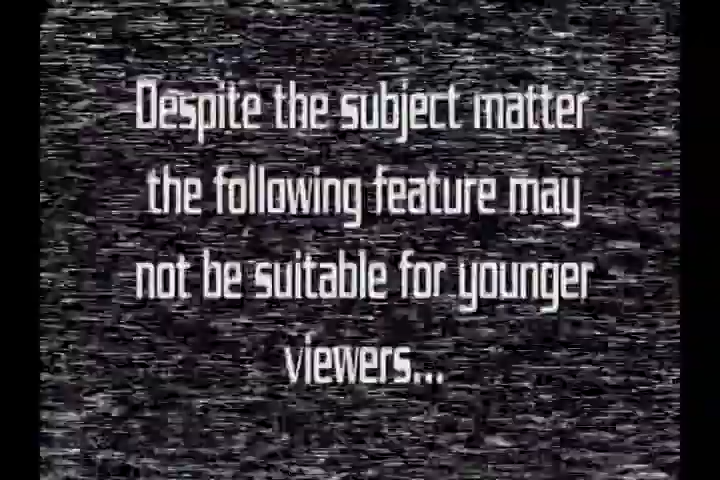 Despite the subject matter
the following feature may
not be suitable for younger
viewers...